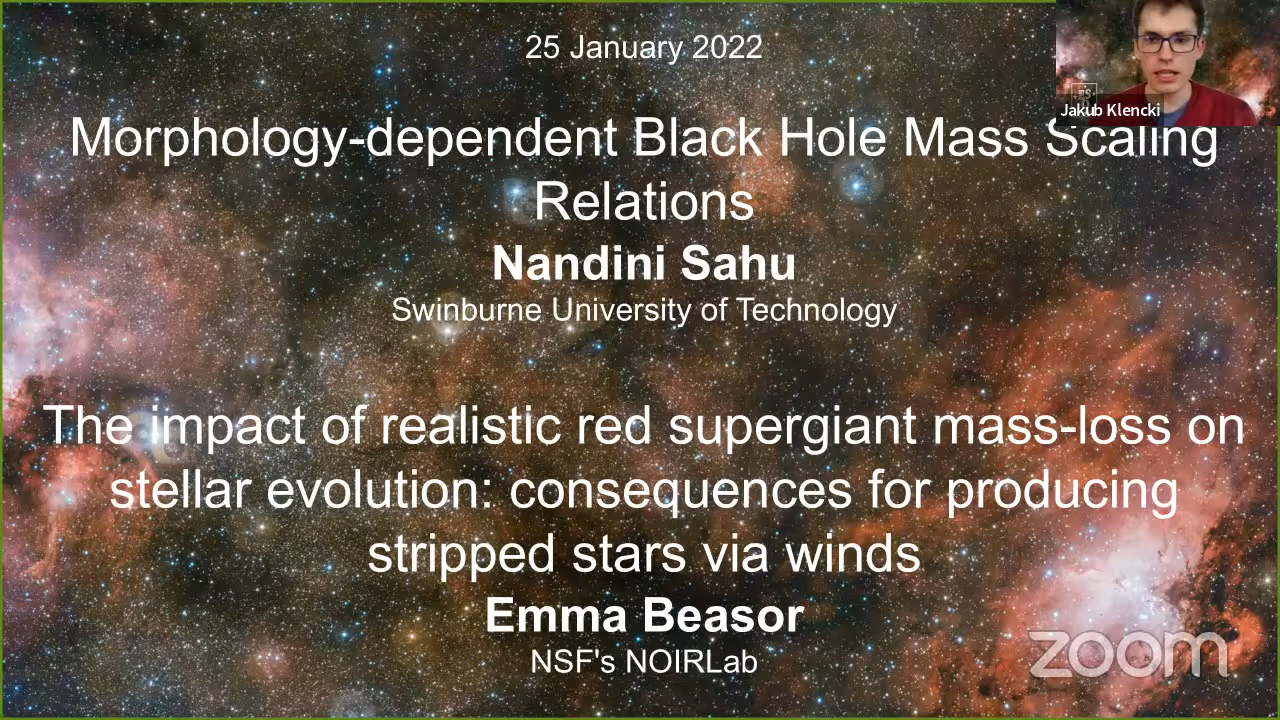 25 January 2022
Jakub Klencki
Morphology-dependent Black Hole Mass Scaling
Relations
Nandini Sahu
Swinburne University of Technology
The impact of realistic red supergiant mass-loss on
stellar evolution: consequences for producing
stripped stars via winds
Emma Beasor
NSF's NOIRLab
zoom